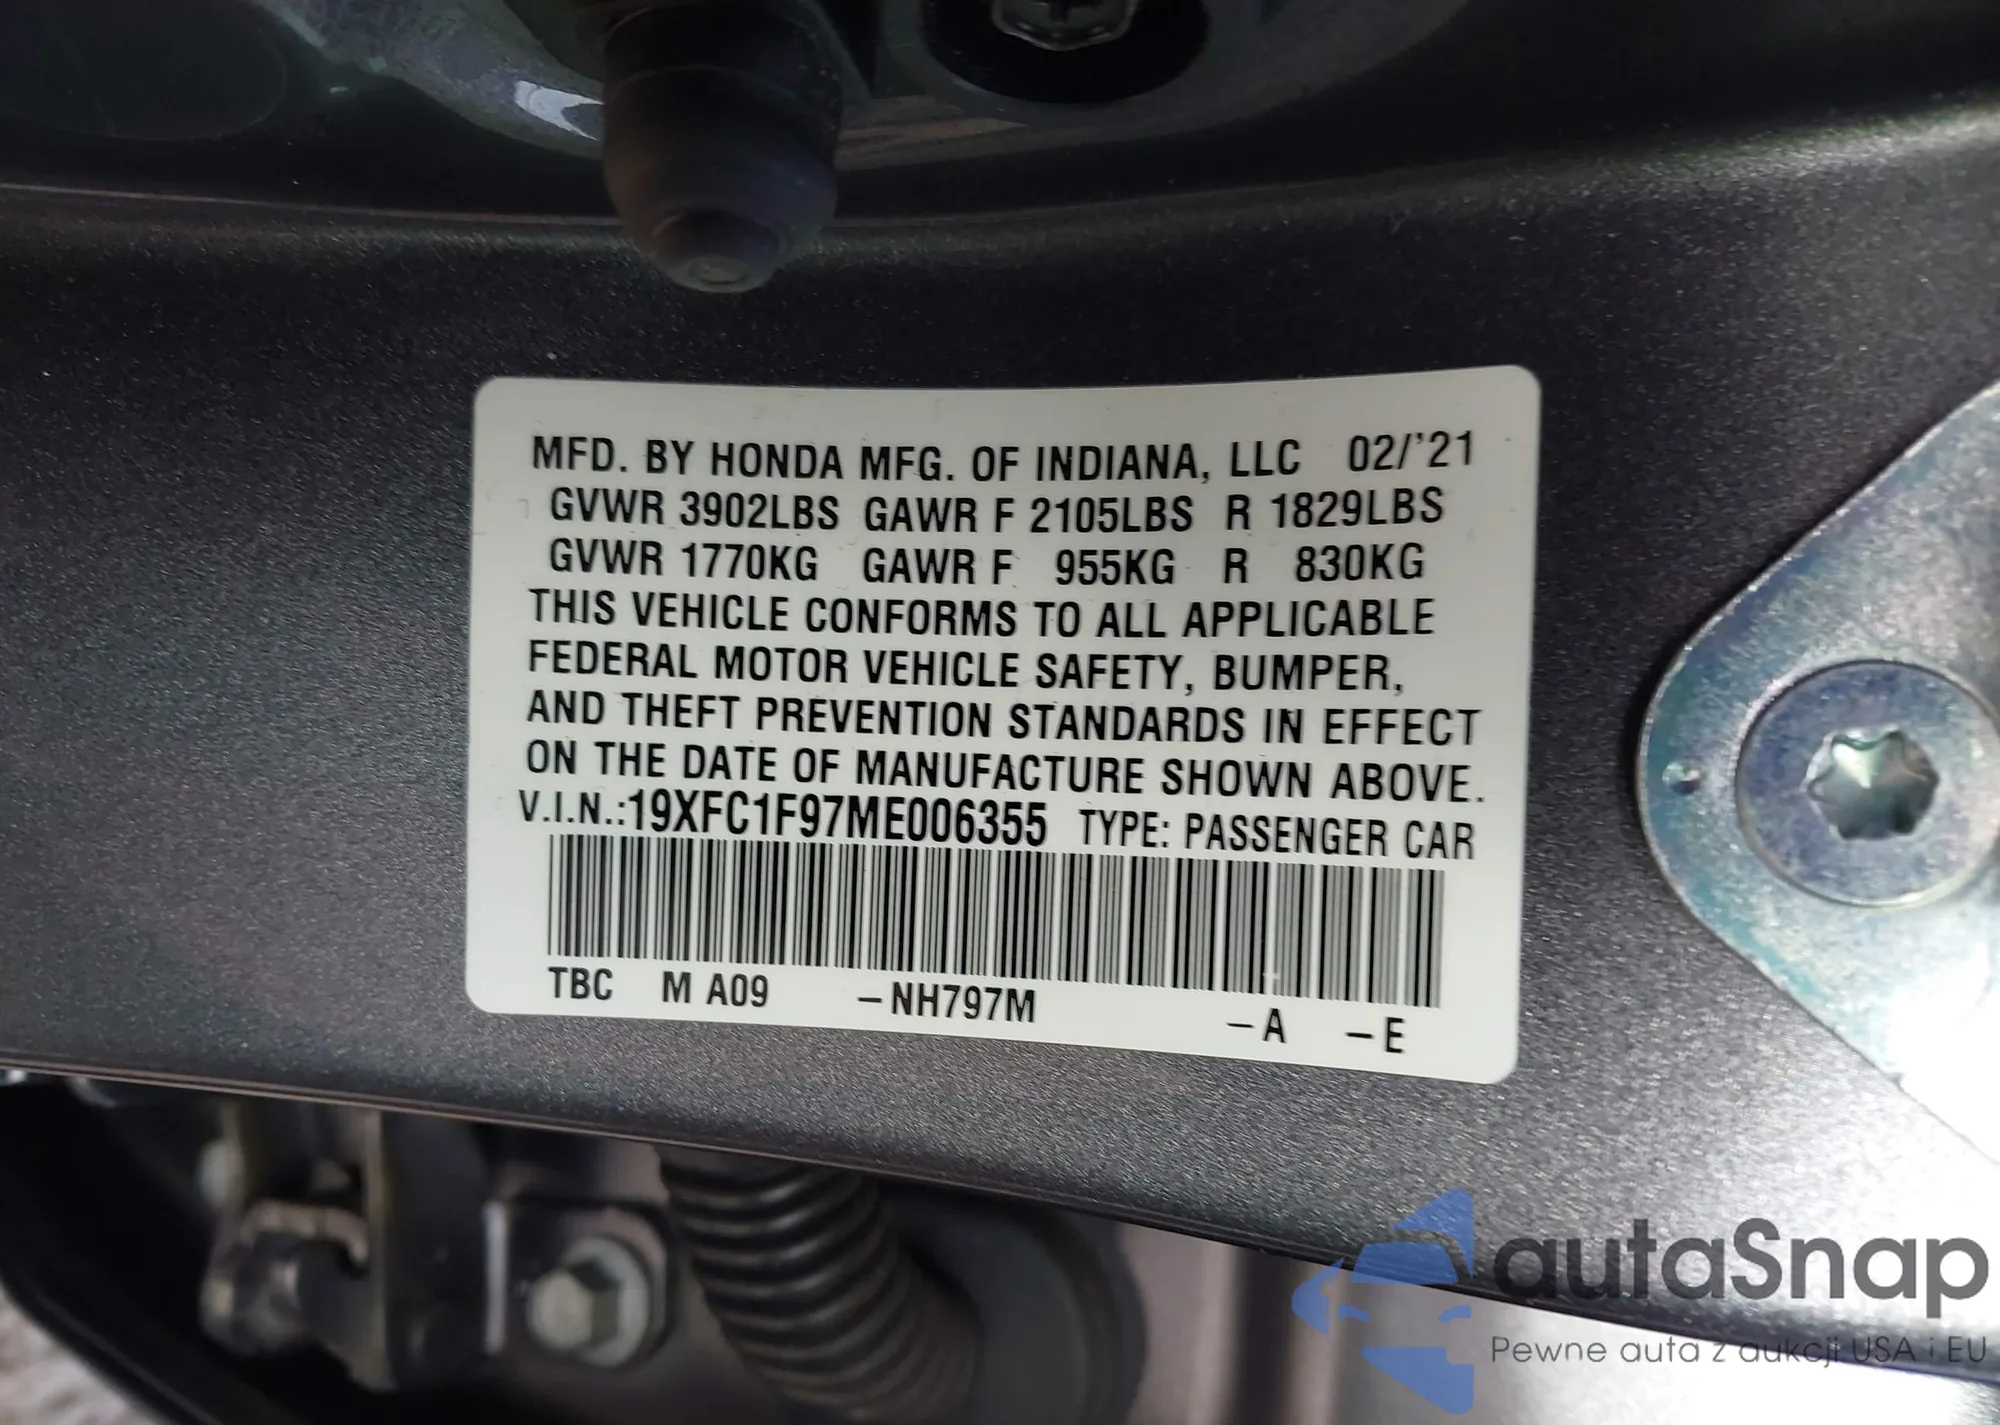 MFD. BY HONDA MFG. OF INDIANA, LLC 02/'21
GVWR 3902LBS GAWR F 2105LBS R 1829LBS
GVWR 1770KG GAWR F 955KG R 830KG
THIS VEHICLE CONFORMS TO ALL APPLICABLE
FEDERAL MOTOR VEHICLE SAFETY, BUMPER,
AND THEFT PREVENTION STANDARDS IN EFFECT
ON THE DATE OF MANUFACTURE SHOWN ABOVE.
V.I.N.:19XFC1F97ME006355 TYPE: PASSENGER CAR
TBC M A09 -NH797M -A -E
autaSnap
Pewne auta z aukcji USA i EU